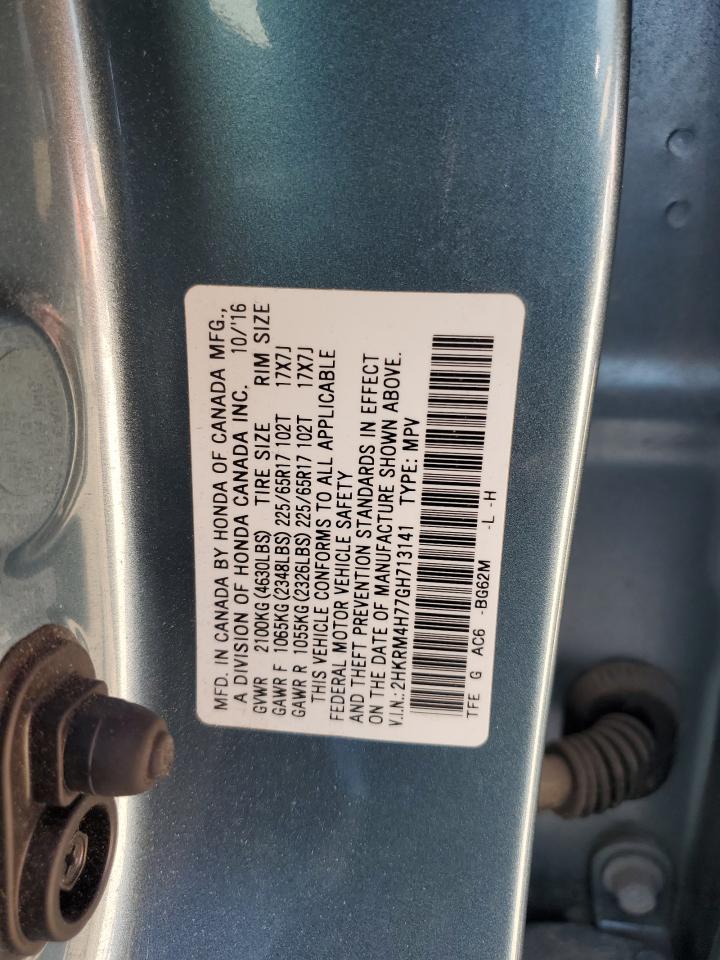 MFD. IN CANADA BY HONDA OF CANADA MFG.,
A DIVISION OF HONDA CANADA INC. 10/'16
GVWR 2100KG(4630LBS) TIRE SIZE RIM SIZE
GAWR F 1065KG(2348LBS) 225/65R17 102T 17X7J
GAWR R 1055KG(2326LBS) 225/65R17 102T 17X7J
THIS VEHICLE CONFORMS TO ALL APPLICABLE
FEDERAL MOTOR VEHICLE SAFETY
AND THEFT PREVENTION STANDARDS IN EFFECT
ON THE DATE OF MANUFACTURE SHOWN ABOVE.
V.I.N.: 2HKRM4H77GH713141 TYPE: MPV
TFE G AC6 -BG62M -L -H